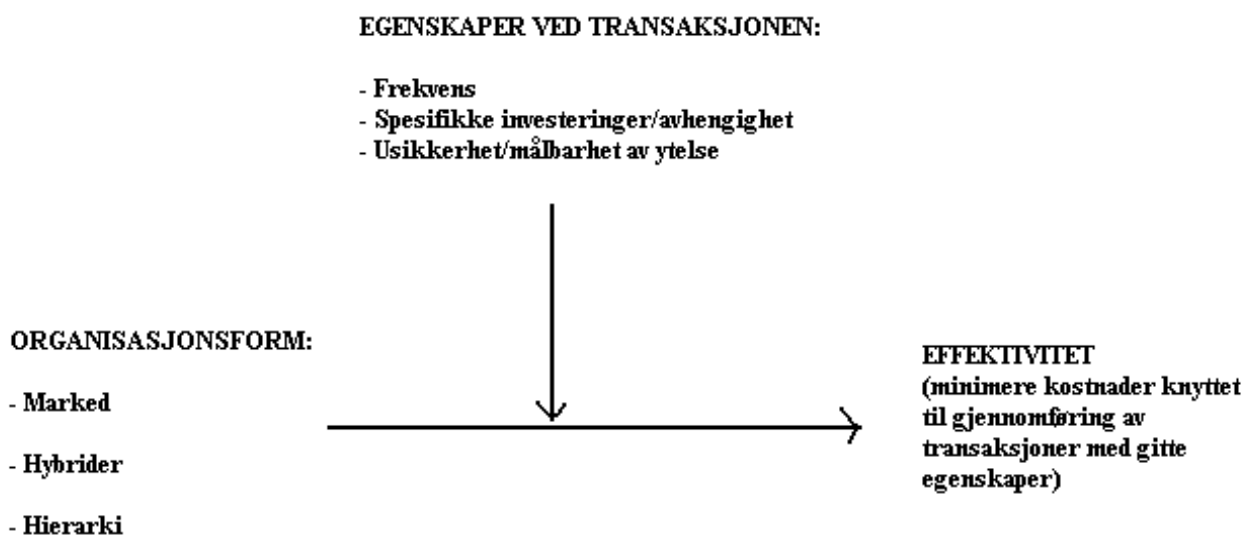 EGENSKAPER VED TRANSAKSJONEN:
- Frekvens
- Spesifikke investeringer/avhengighet
- Usikkerhet/målbarhet av ytelse
ORGANISASJONSFORM:
- Marked
- Hybrider
- Hierarki
EFFEKTIVITET
(minimere kostnader knyttet
til gjennomføring av
transaksjoner med gitte
egenskaper)